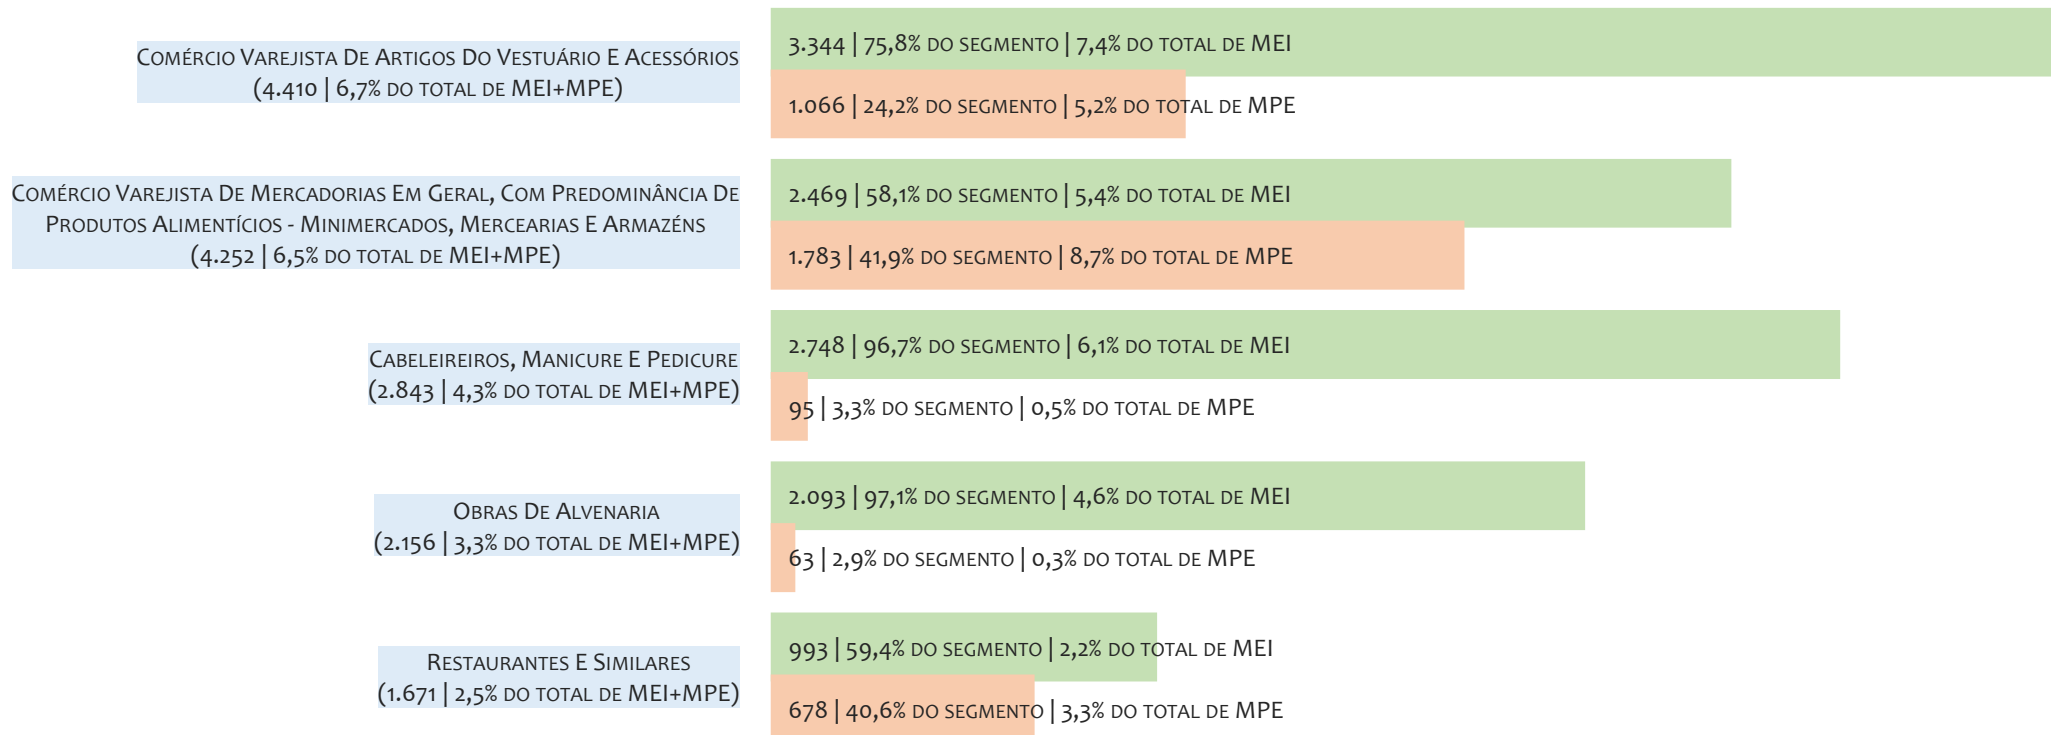 Comércio Varejista De Artigos Do Vestuário E Acessórios
(4.410 | 6,7% do total de MEI+MPE)
3.344 | 75,8% do segmento | 7,4% do total de MEI
1.066 | 24,2% do segmento | 5,2% do total de MPE
Comércio Varejista De Mercadorias Em Geral, Com Predominância De
Produtos Alimentícios - Minimercados, Mercearias E Armazéns
(4.252 | 6,5% do total de MEI+MPE)
2.469 | 58,1% do segmento | 5,4% do total de MEI
1.783 | 41,9% do segmento | 8,7% do total de MPE
Cabeleireiros, Manicure E Pedicure
(2.843 | 4,3% do total de MEI+MPE)
2.748 | 96,7% do segmento | 6,1% do total de MEI
95 | 3,3% do segmento | 0,5% do total de MPE
Obras De Alvenaria
(2.156 | 3,3% do total de MEI+MPE)
2.093 | 97,1% do segmento | 4,6% do total de MEI
63 | 2,9% do segmento | 0,3% do total de MPE
Restaurantes E Similares
(1.671 | 2,5% do total de MEI+MPE)
993 | 59,4% do segmento | 2,2% do total de MEI
678 | 40,6% do segmento | 3,3% do total de MPE